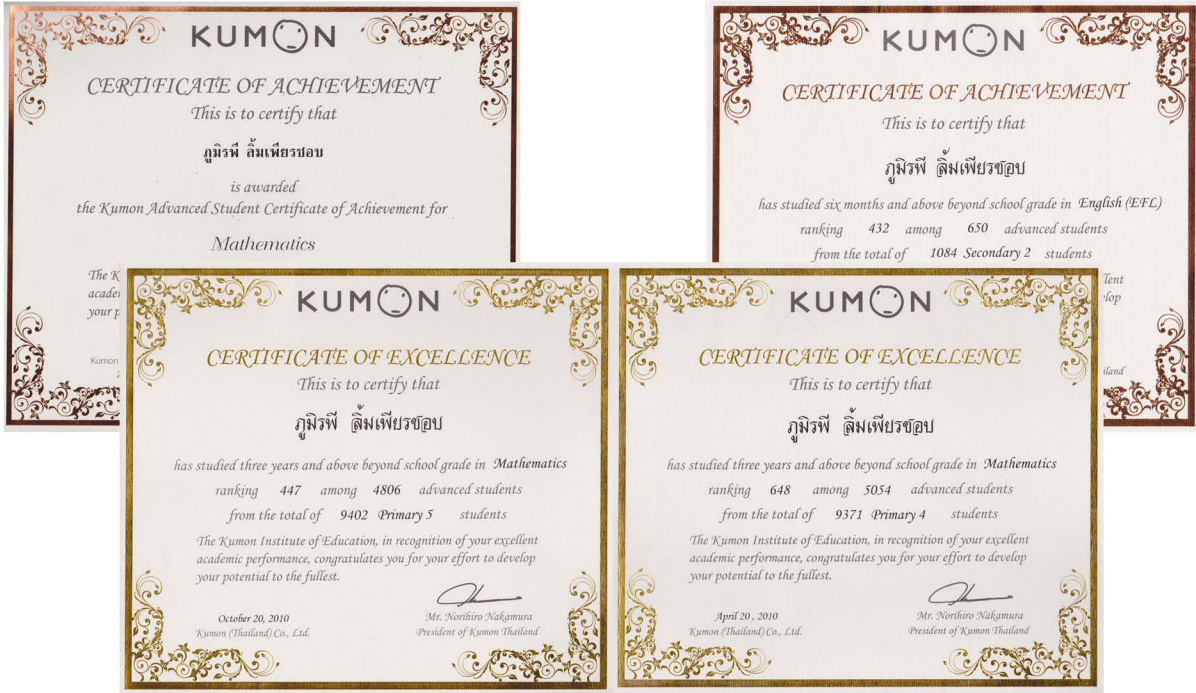 KUMON
CERTIFICATE OF ACHIEVEMENT
This is to certify that
ภูมิรพี ลิ้มเพียรชอบ
is awarded
the Kumon Advanced Student Certificate of Achievement for
Mathematics
The K
acade
your p
Kumon
KUMON
CERTIFICATE OF ACHIEVEMENT
This is to certify that
ภูมิรพี ลิ้มเพียรชอบ
has studied six months and above beyond school grade in English (EFL)
ranking 432 among 650 advanced students
from the total of 1084 Secondary 2 students
lent
lop
iland
KUMON
CERTIFICATE OF EXCELLENCE
This is to certify that
ภูมิรพี ลิ้มเพียรชอบ
has studied three years and above beyond school grade in Mathematics
ranking 447 among 4806 advanced students
from the total of 9402 Primary 5 students
The Kumon Institute of Education, in recognition of your excellent
academic performance, congratulates you for your effort to develop
your potential to the fullest.
October 20, 2010
Kumon (Thailand) Co., Ltd.
Mr. Norihiro Nakamura
President of Kumon Thailand
KUMON
CERTIFICATE OF EXCELLENCE
This is to certify that
ภูมิรพี ลิ้มเพียรชอบ
has studied three years and above beyond school grade in Mathematics
ranking 648 among 5054 advanced students
from the total of 9371 Primary 4 students
The Kumon Institute of Education, in recognition of your excellent
academic performance, congratulates you for your effort to develop
your potential to the fullest.
April 20, 2010
Kumon (Thailand) Co., Ltd.
Mr. Norihiro Nakamura
President of Kumon Thailand